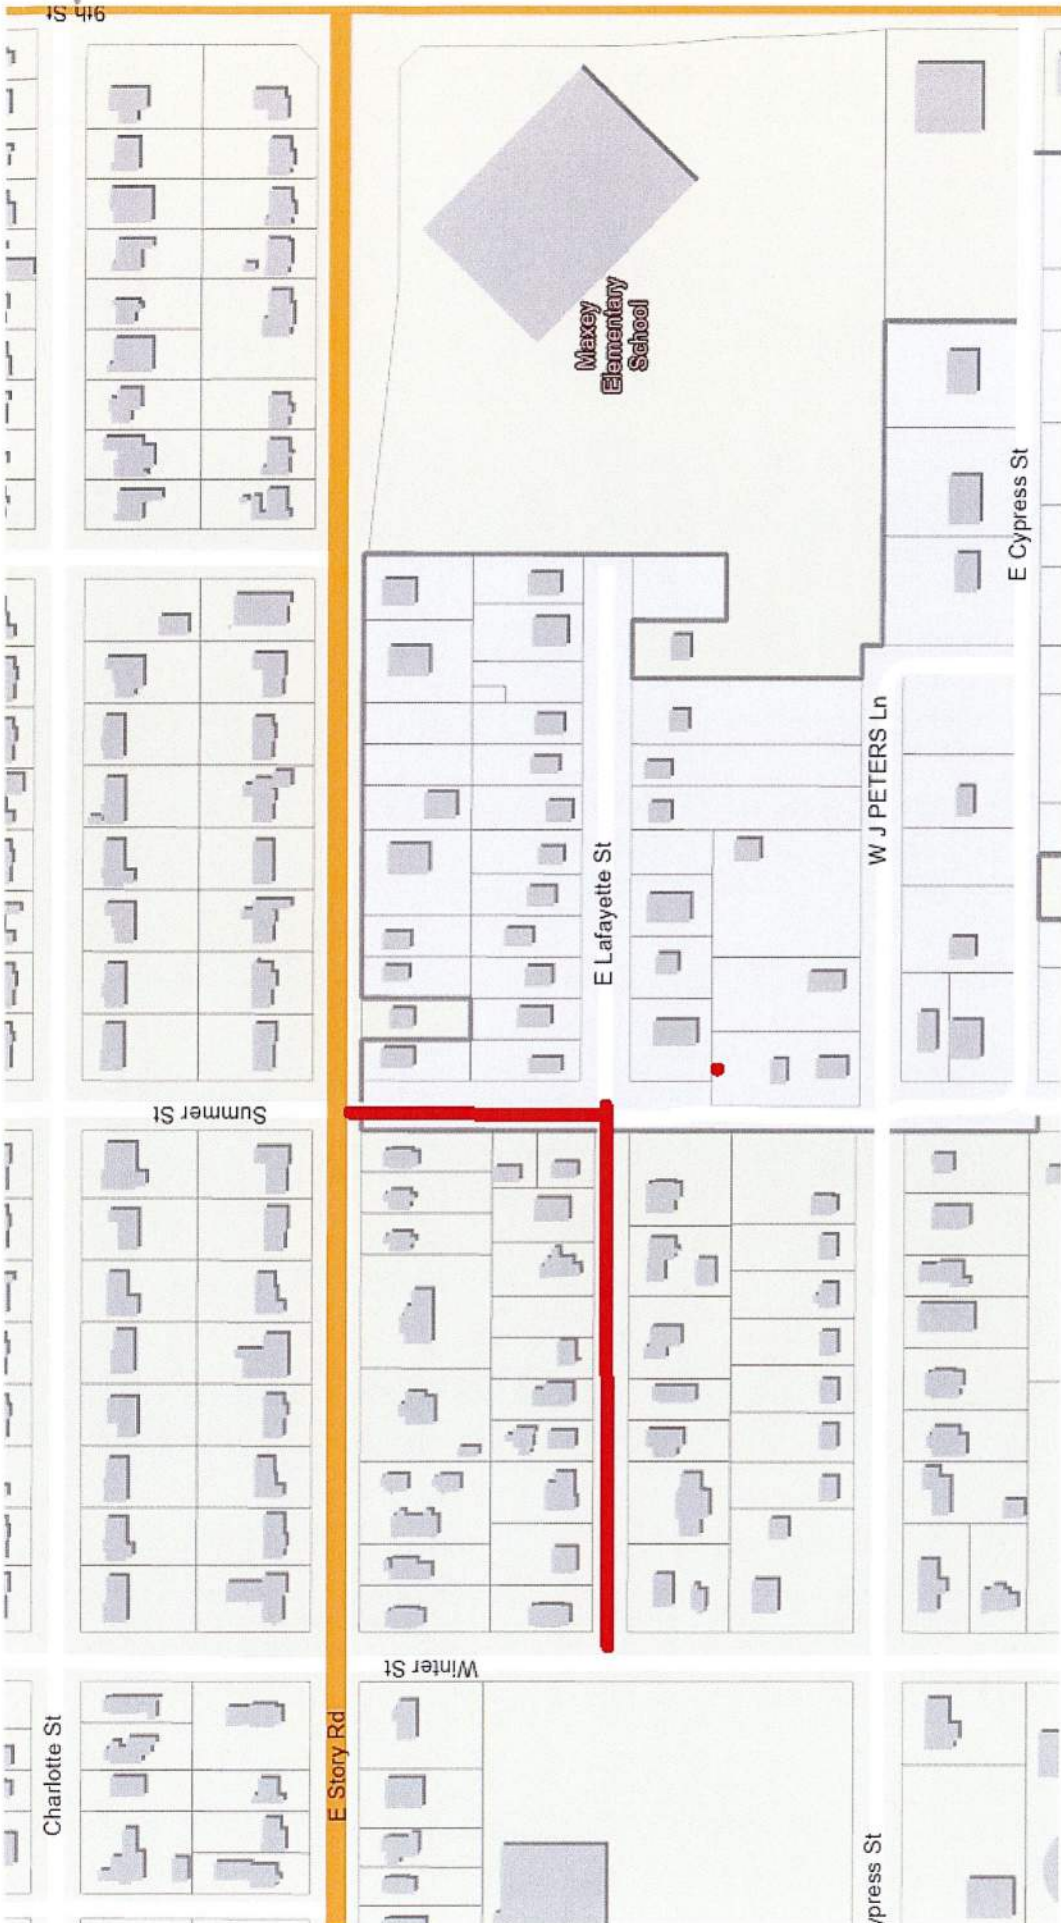 9th St
Maxey
Elementary
School
E Cypress St
W J PETERS Ln
E Lafayette St
Summer St
Winter St
E Story Rd
Charlotte St
ypress St